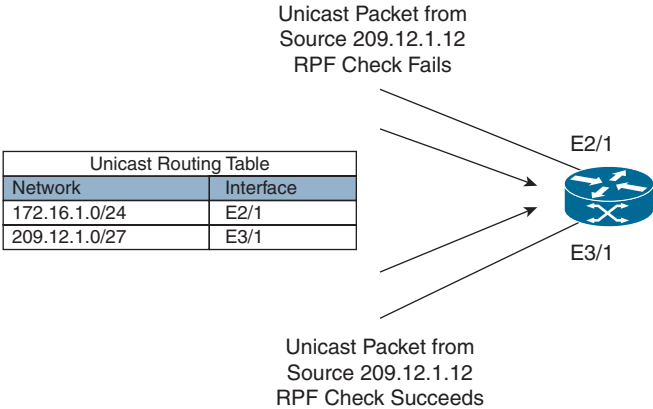 Unicast Packet from
Source 209.12.1.12
RPF Check Fails
E2/1
Unicast Routing Table
Network Interface
172.16.1.0/24 E2/1
209.12.1.0/27 E3/1
E3/1
Unicast Packet from
Source 209.12.1.12
RPF Check Succeeds